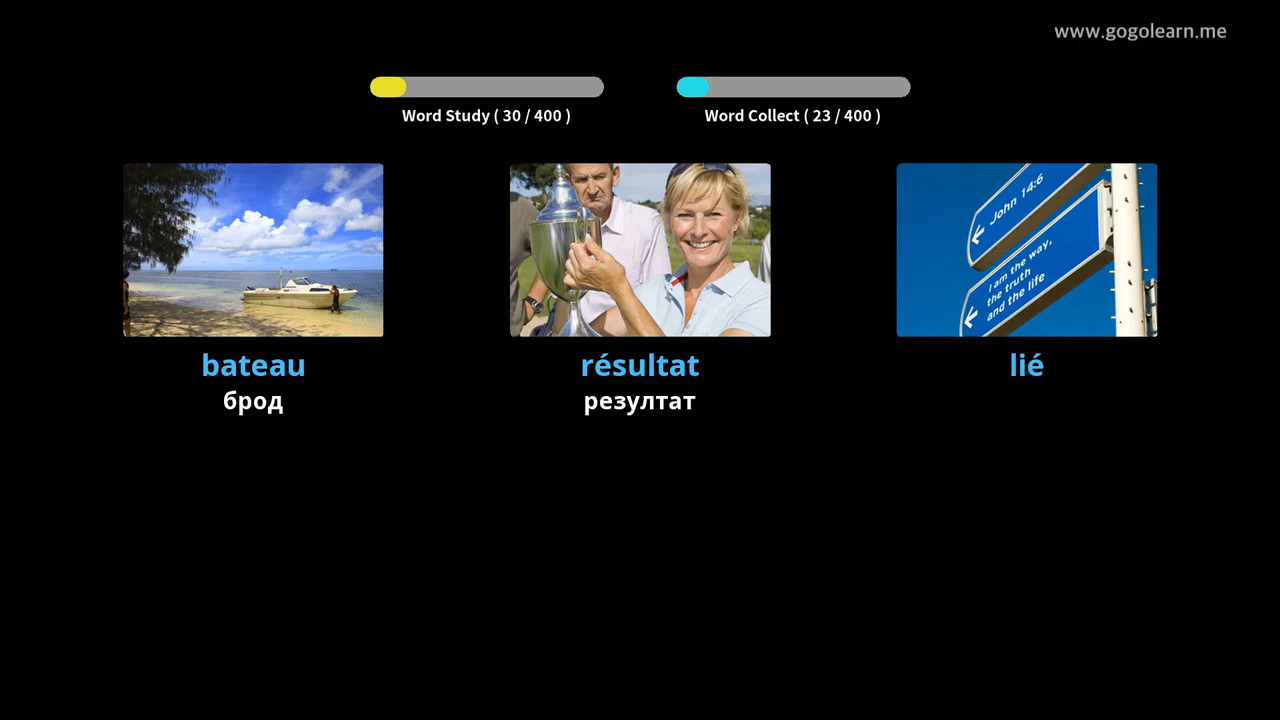 www.gogolearn.me
Word Study ( 30 / 400 )
Word Collect ( 23 / 400 )
John 14:6
I am the way,
the truth
and the life
bateau
брод
résultat
резултат
lié